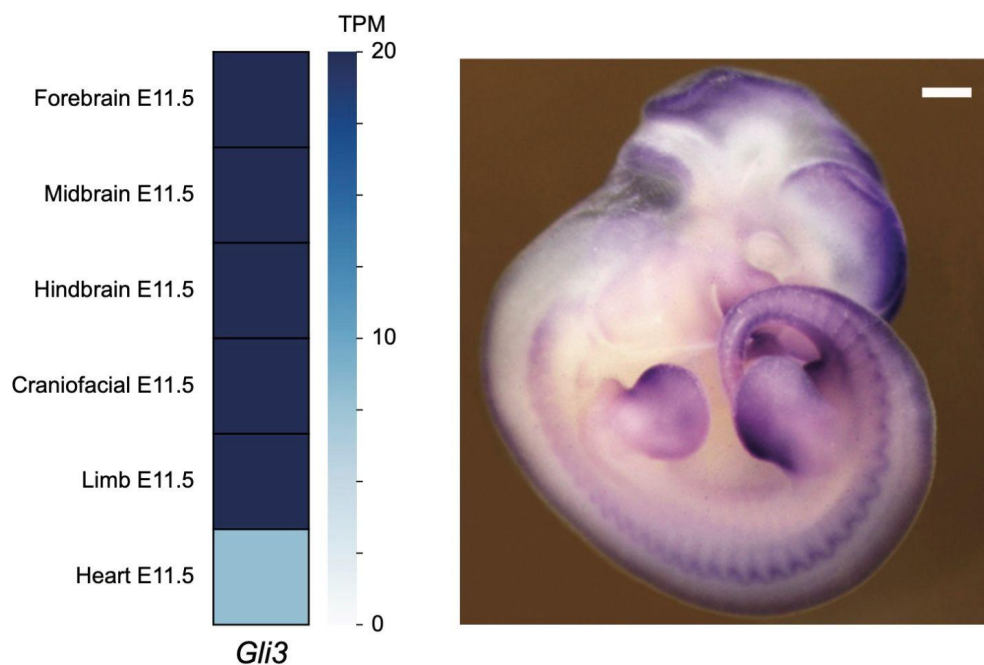 TPM
20
10
0
Forebrain E11.5
Midbrain E11.5
Hindbrain E11.5
Craniofacial E11.5
Limb E11.5
Heart E11.5
Gli3